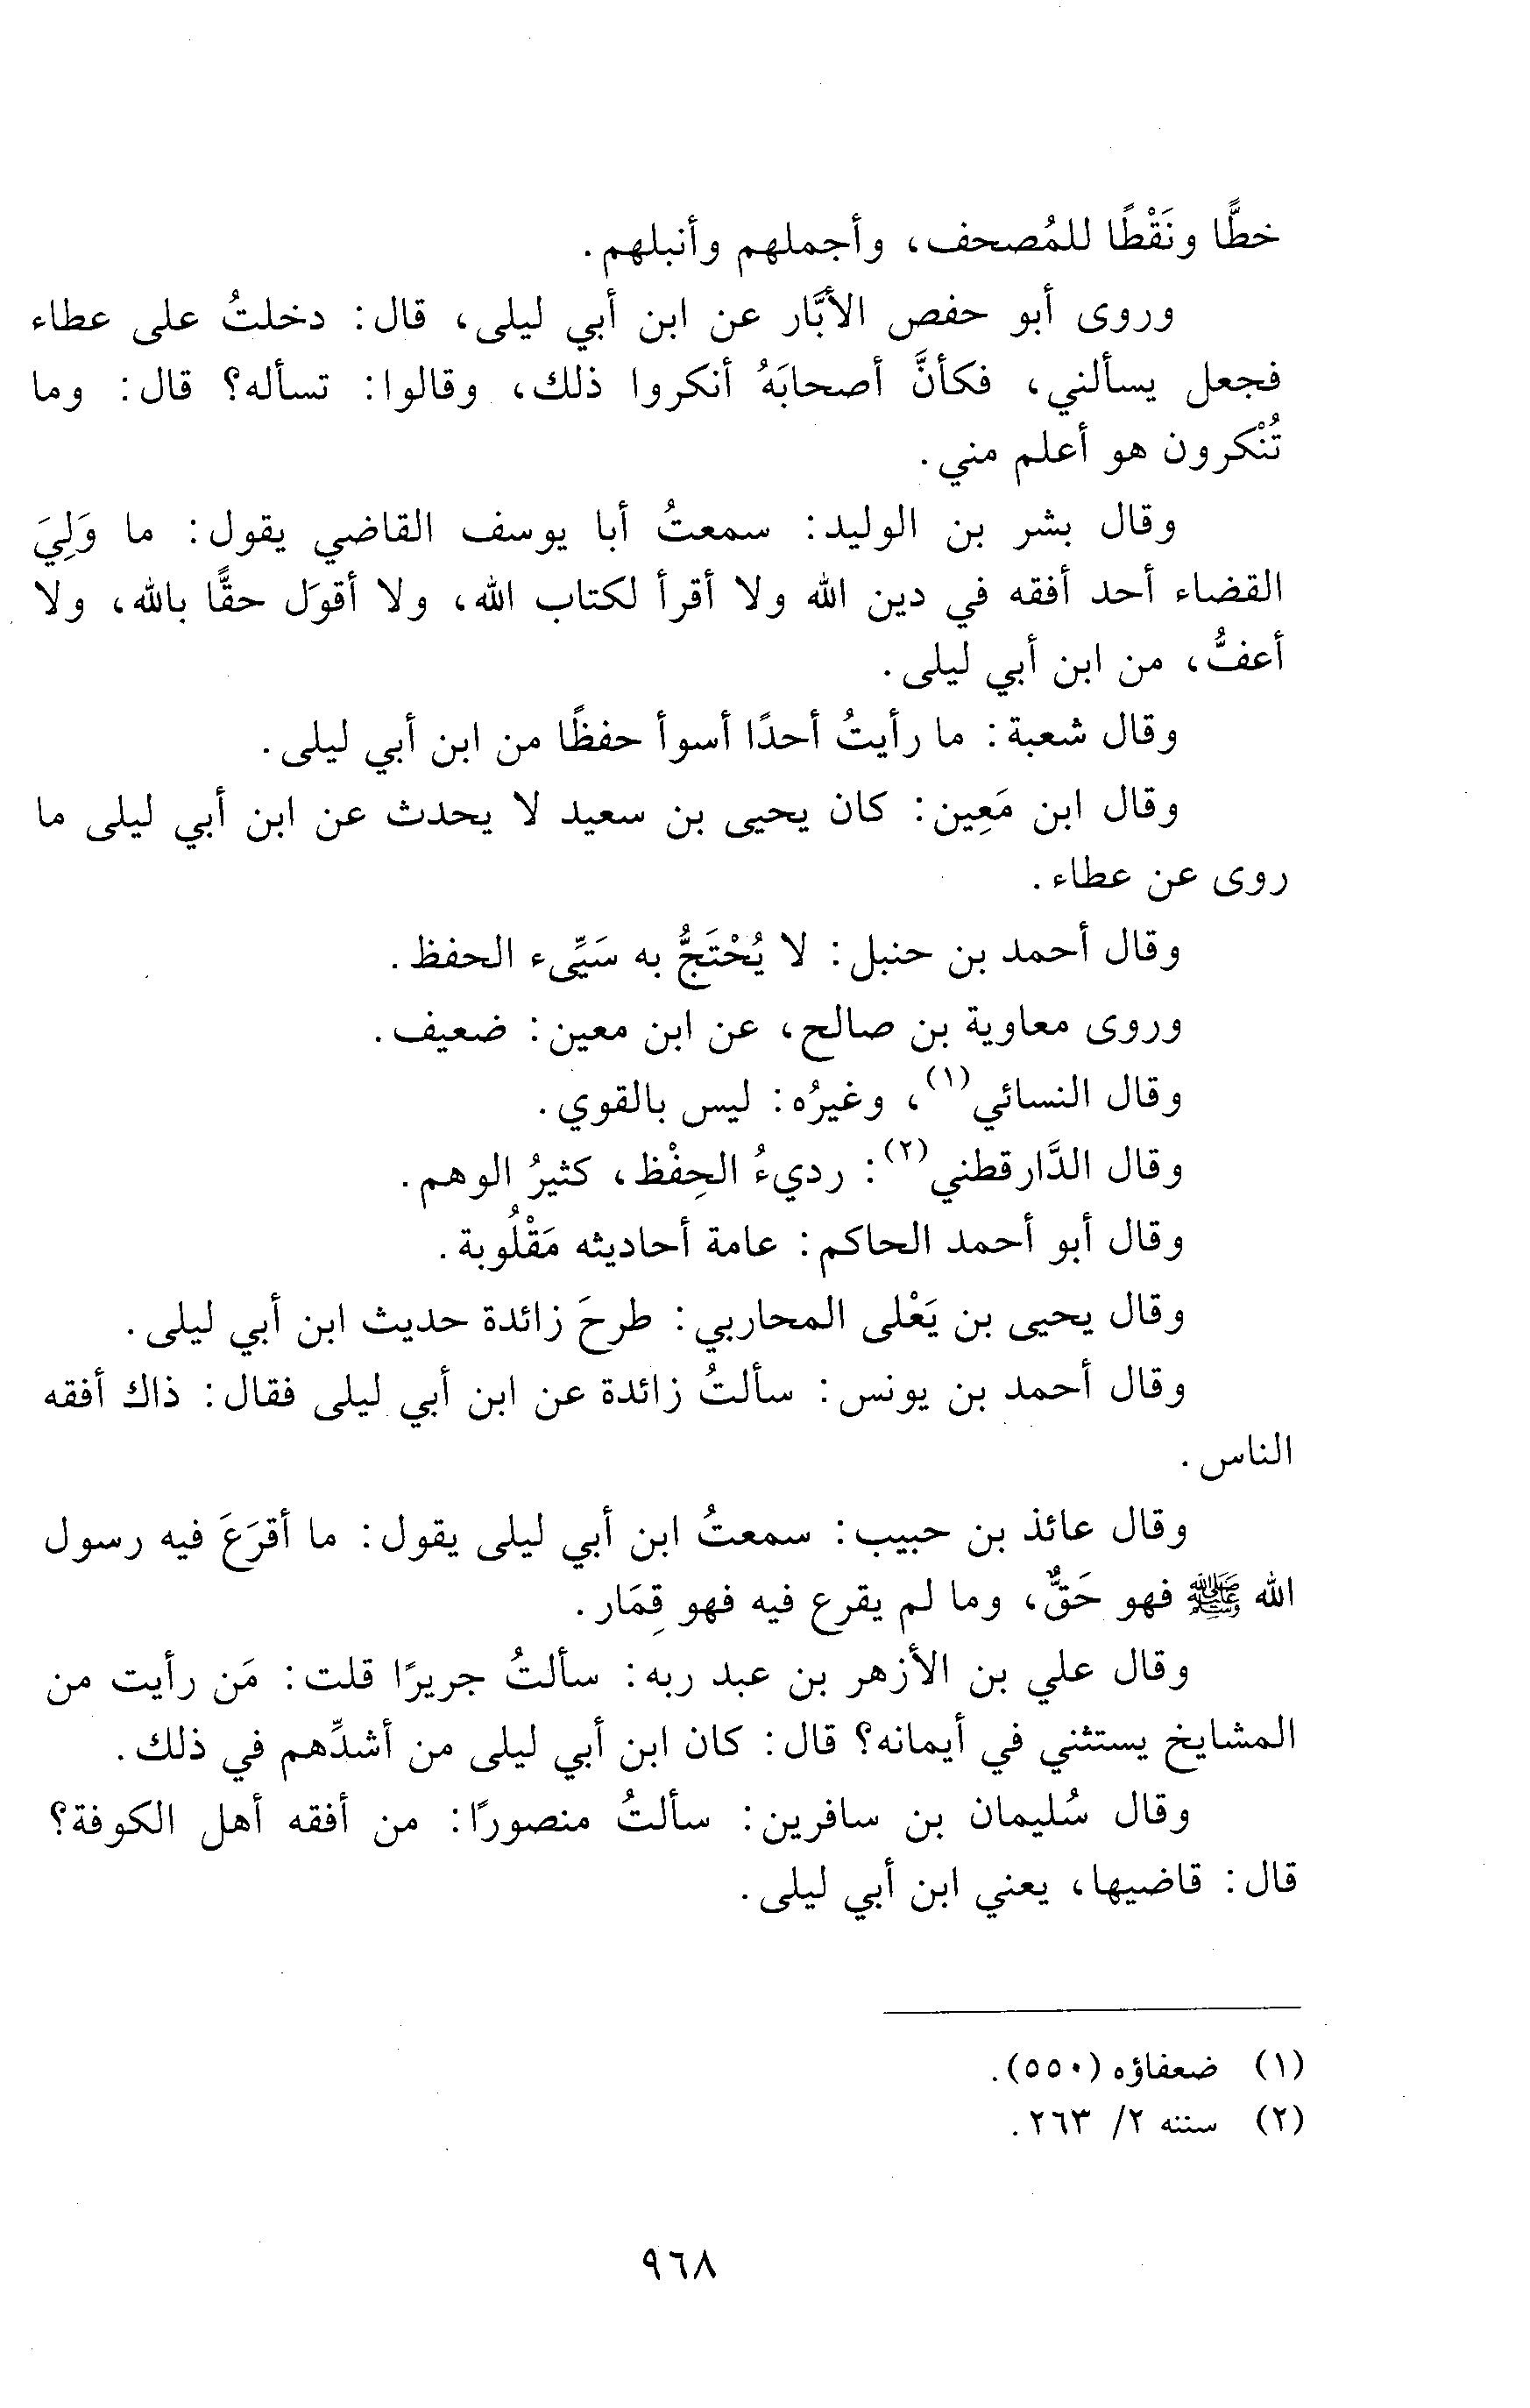 خطًّا ونَقْطًا للمُصحف، وأجملهم وأنبلهم.
وروى أبو حفص الأبَّار عن ابن أبي ليلى، قال: دخلتُ على عطاء
فجعل يسألني، فكأنَّ أصحابَهُ أنكروا ذلك، وقالوا: تسأله؟ قال: وما
تُنْكرون هو أعلم مني.
وقال بشر بن الوليد: سمعتُ أبا يوسف القاضي يقول: ما وَلِيَ
القضاء أحد أفقه في دين الله ولا أقرأ لكتاب الله، ولا أقوَل حقًّا بالله، ولا
أعفُّ، من ابن أبي ليلى.
وقال شعبة: ما رأيتُ أحدًا أسوأ حفظًا من ابن أبي ليلى.
وقال ابن مَعِين: كان يحيى بن سعيد لا يحدث عن ابن أبي ليلى ما
روى عن عطاء.
وقال أحمد بن حنبل: لا يُحْتَجُّ به سَيِّىء الحفظ.
وروى معاوية بن صالح، عن ابن معين: ضعيف.
وقال النسائي(١)، وغيرُه: ليس بالقوي.
وقال الدَّارقطني(٢): رديءُ الحِفْظ، كثيرُ الوهم.
وقال أبو أحمد الحاكم: عامة أحاديثه مَقْلُوبة.
وقال يحيى بن يَعْلى المحاربي: طرحَ زائدة حديث ابن أبي ليلى.
وقال أحمد بن يونس: سألتُ زائدة عن ابن أبي ليلى فقال: ذاك أفقه
الناس.
وقال عائذ بن حبيب: سمعتُ ابن أبي ليلى يقول: ما أقرَعَ فيه رسول
الله ﷺ فهو حَقٌّ، وما لم يقرع فيه فهو قِمَار.
وقال علي بن الأزهر بن عبد ربه: سألتُ جريرًا قلت: مَن رأيت من
المشايخ يستثني في أيمانه؟ قال: كان ابن أبي ليلى من أشدِّهم في ذلك.
وقال سُليمان بن سافرين: سألتُ منصورًا: من أفقه أهل الكوفة؟
قال: قاضيها، يعني ابن أبي ليلى.
(١) ضعفاؤه (٥٥٠).
(٢) سننه ٢/ ٢٦٣.
٩٦٨